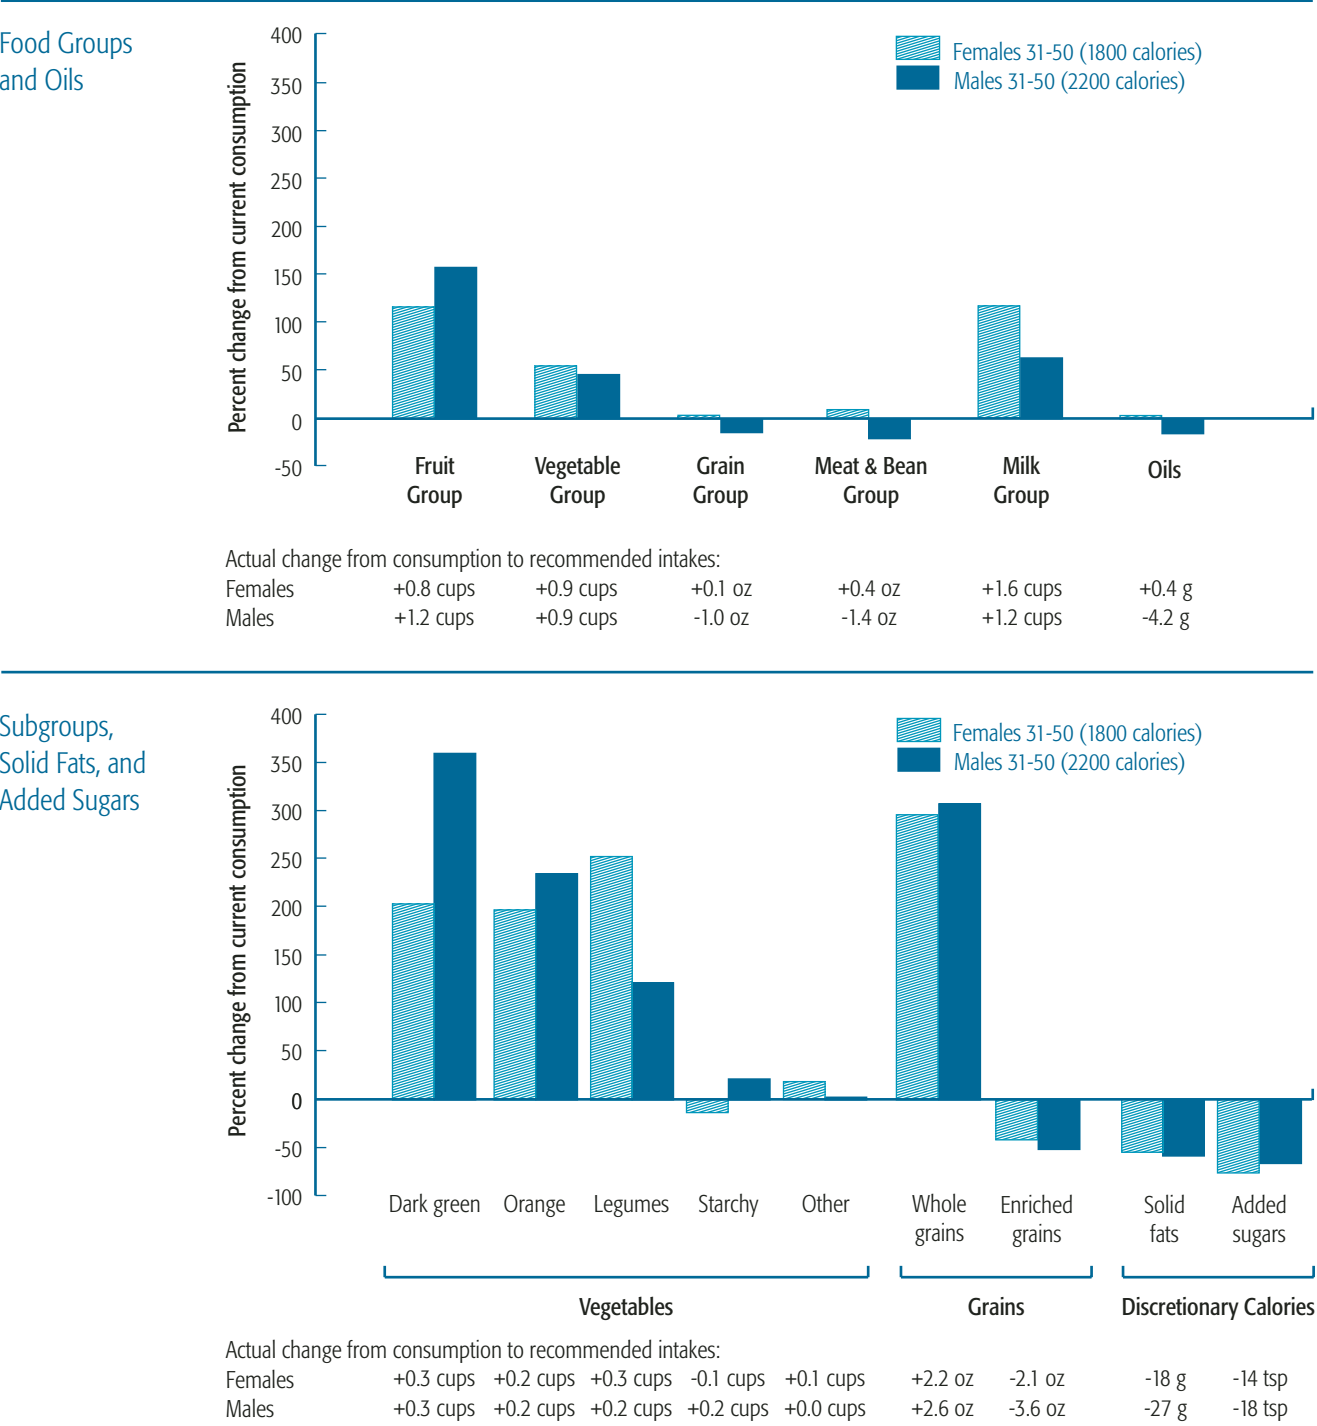 Food Groups
and Oils
Percent change from current consumption
400
350
300
250
200
150
100
50
0
-50
Females 31-50 (1800 calories)
Males 31-50 (2200 calories)
Fruit Group
Vegetable Group
Grain Group
Meat & Bean Group
Milk Group
Oils
Actual change from consumption to recommended intakes:
Females +0.8 cups +0.9 cups +0.1 oz +0.4 oz +1.6 cups +0.4 g
Males +1.2 cups +0.9 cups -1.0 oz -1.4 oz +1.2 cups -4.2 g
Subgroups,
Solid Fats, and
Added Sugars
Percent change from current consumption
400
350
300
250
200
150
100
50
0
-50
-100
Females 31-50 (1800 calories)
Males 31-50 (2200 calories)
Dark green Orange Legumes Starchy Other
Whole grains
Enriched grains
Solid fats
Added sugars
Vegetables Grains Discretionary Calories
Actual change from consumption to recommended intakes:
Females +0.3 cups +0.2 cups +0.3 cups -0.1 cups +0.1 cups +2.2 oz -2.1 oz -18 g -14 tsp
Males +0.3 cups +0.2 cups +0.2 cups +0.2 cups +0.0 cups +2.6 oz -3.6 oz -27 g -18 tsp